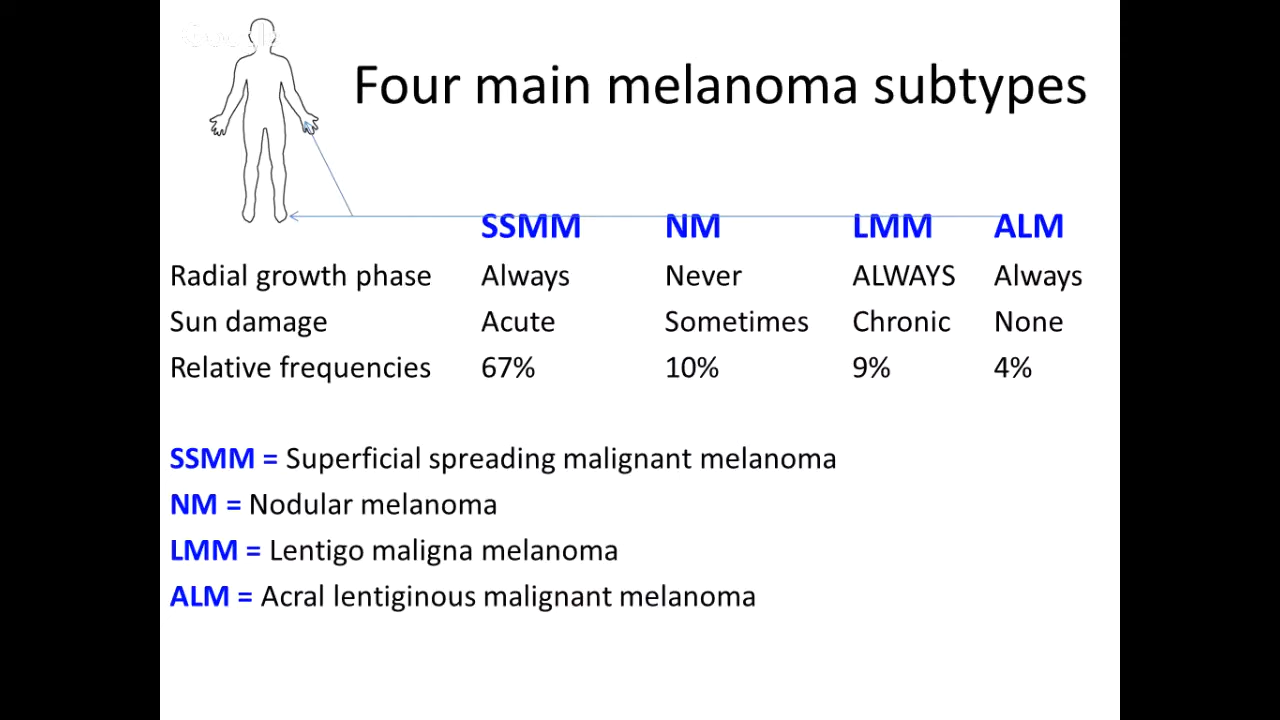 Google
Four main melanoma subtypes
SSMM NM LMM ALM
Radial growth phase Always Never ALWAYS Always
Sun damage Acute Sometimes Chronic None
Relative frequencies 67% 10% 9% 4%
SSMM = Superficial spreading malignant melanoma
NM = Nodular melanoma
LMM = Lentigo maligna melanoma
ALM = Acral lentiginous malignant melanoma